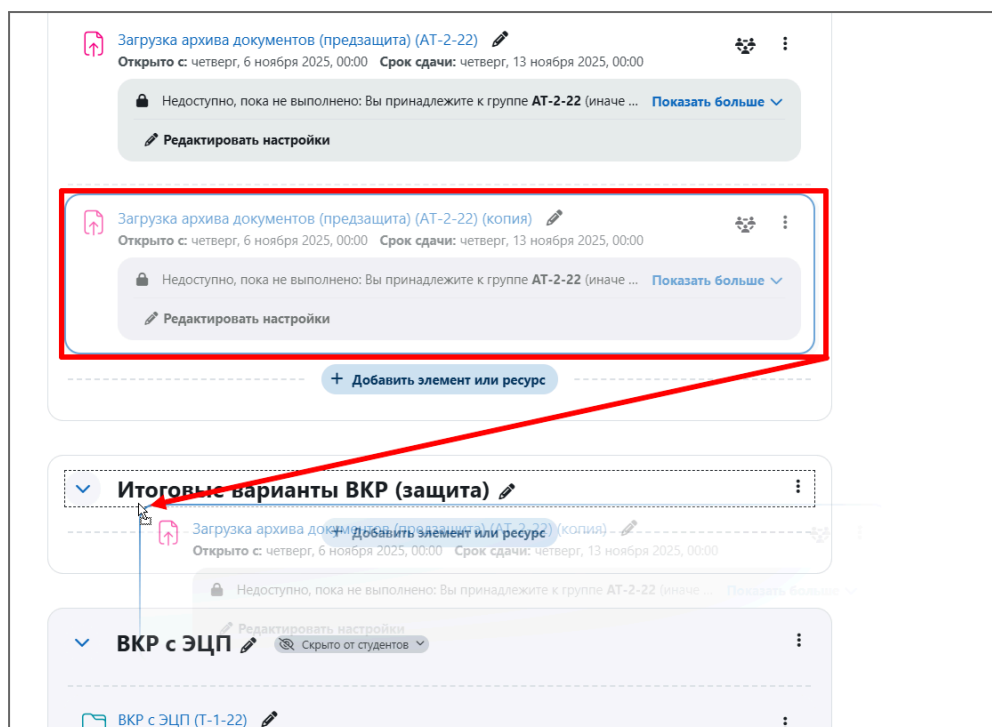 Загрузка архива документов (предзащита) (АТ-2-22)
Открыто с: четверг, 6 ноября 2025, 00:00 Срок сдачи: четверг, 13 ноября 2025, 00:00
Недоступно, пока не выполнено: Вы принадлежите к группе АТ-2-22 (иначе ... Показать больше
Редактировать настройки
Загрузка архива документов (предзащита) (АТ-2-22) (копия)
Открыто с: четверг, 6 ноября 2025, 00:00 Срок сдачи: четверг, 13 ноября 2025, 00:00
Недоступно, пока не выполнено: Вы принадлежите к группе АТ-2-22 (иначе ... Показать больше
Редактировать настройки
+ Добавить элемент или ресурс
Итоговые варианты ВКР (защита)
Загрузка архива документов (предзащита) (АТ-2-22) (копия)
+ Добавить элемент или ресурс
Открыто с: четверг, 6 ноября 2025, 00:00 Срок сдачи: четверг, 13 ноября 2025, 00:00
Недоступно, пока не выполнено: Вы принадлежите к группе АТ-2-22 (иначе ... Показать больше
Редактировать настройки
ВКР с ЭЦП Скрыто от студентов
ВКР с ЭЦП (Т-1-22)